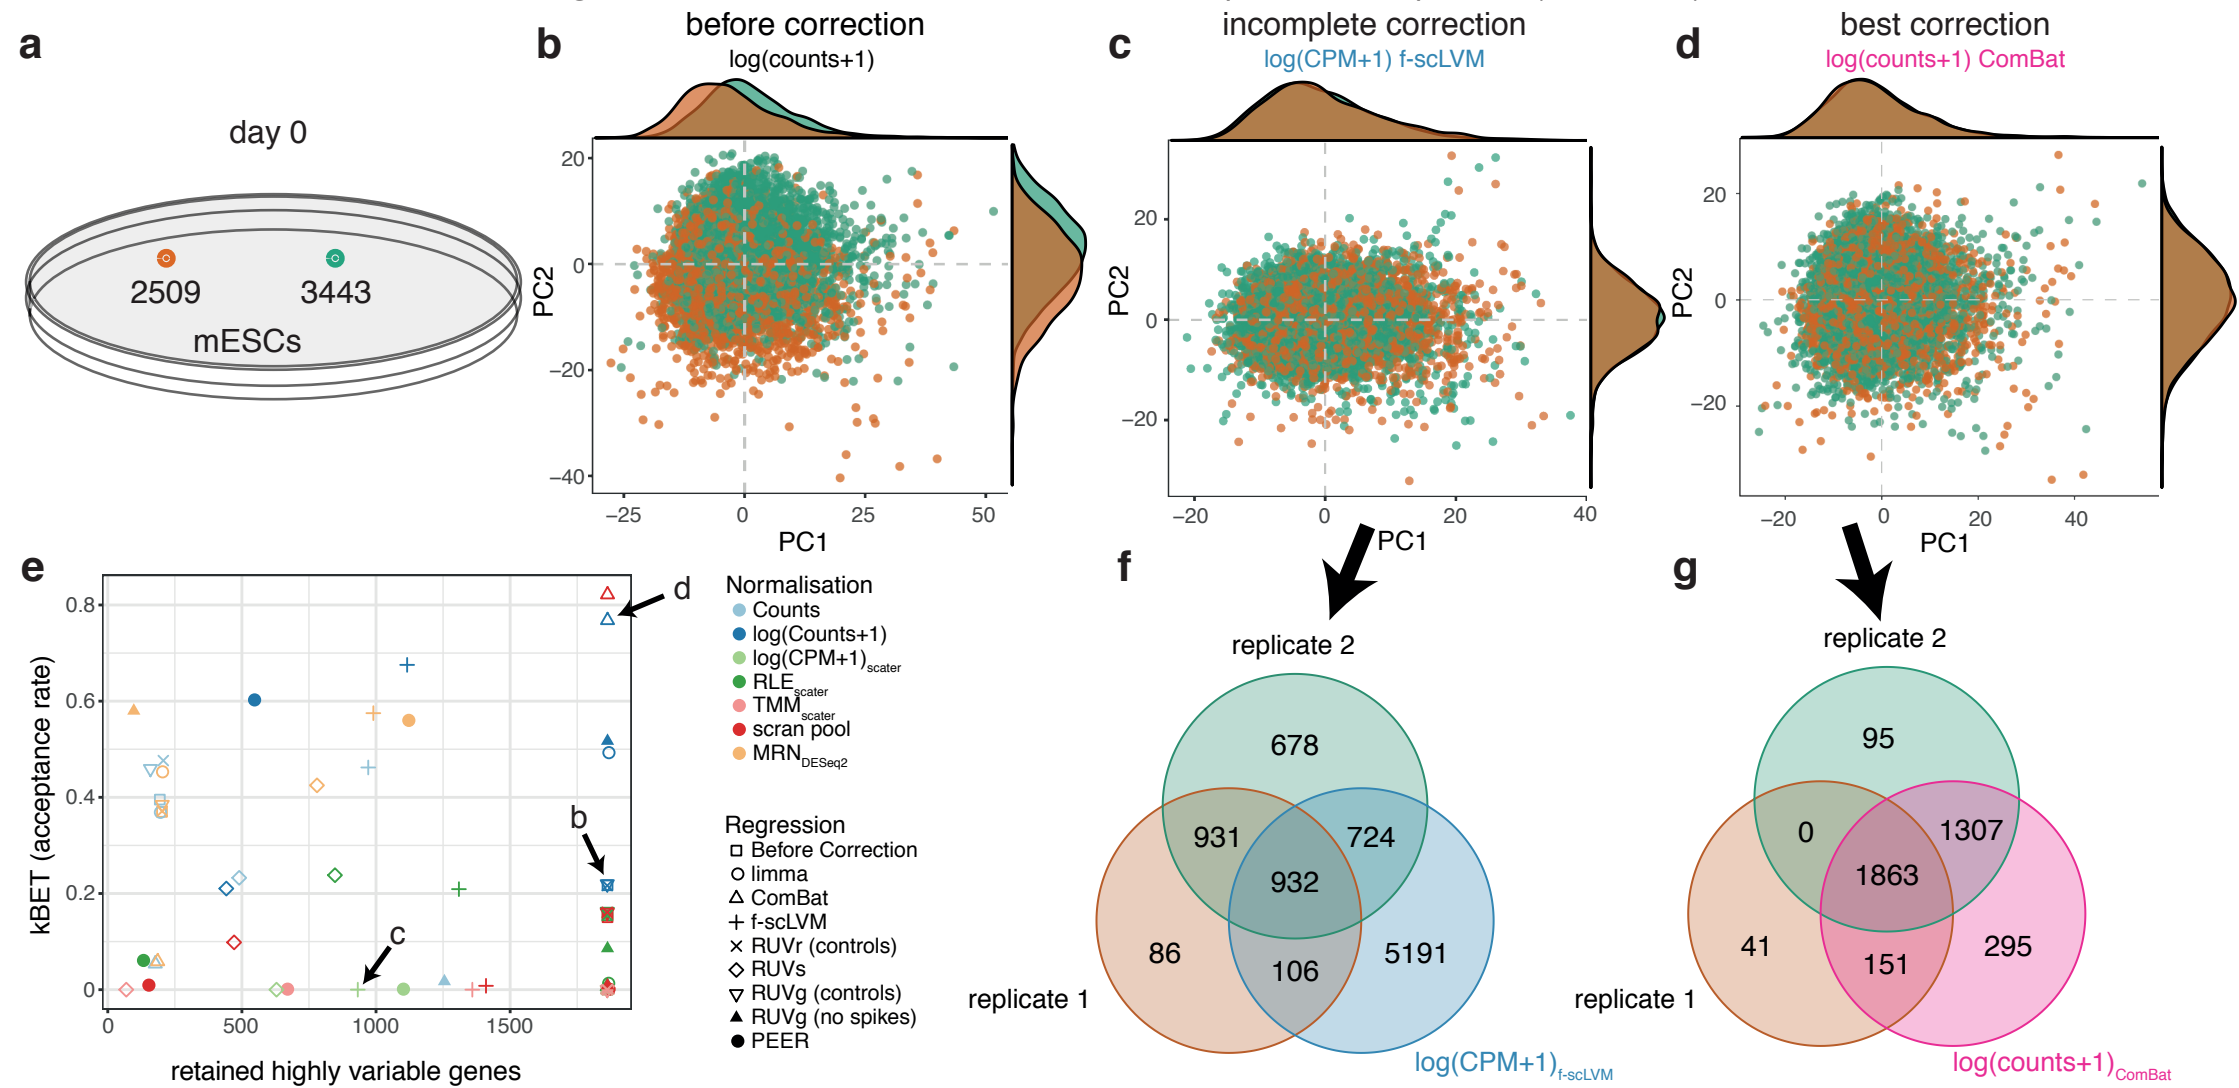 a
day 0
2509
3443
mESCs
b
before correction
log(counts+1)
20
0
−20
−40
−25
0
25
50
PC2
PC1
c
incomplete correction
log(CPM+1) f-scLVM
20
0
−20
−20
0
20
40
PC2
PC1
d
best correction
log(counts+1) ComBat
20
0
−20
−20
0
20
40
PC2
PC1
e
kBET (acceptance rate)
0.8
0.6
0.4
0.2
0
0
500
1000
1500
retained highly variable genes
d
b
c
Normalisation
Counts
log(Counts+1)
log(CPM+1)scater
RLEscater
TMMscater
scran pool
MRNDESeq2
Regression
Before Correction
limma
ComBat
f-scLVM
RUVr (controls)
RUVs
RUVg (controls)
RUVg (no spikes)
PEER
f
replicate 2
678
931
724
932
86
106
5191
replicate 1
log(CPM+1)f-scLVM
g
replicate 2
95
0
1307
1863
41
151
295
replicate 1
log(counts+1)ComBat